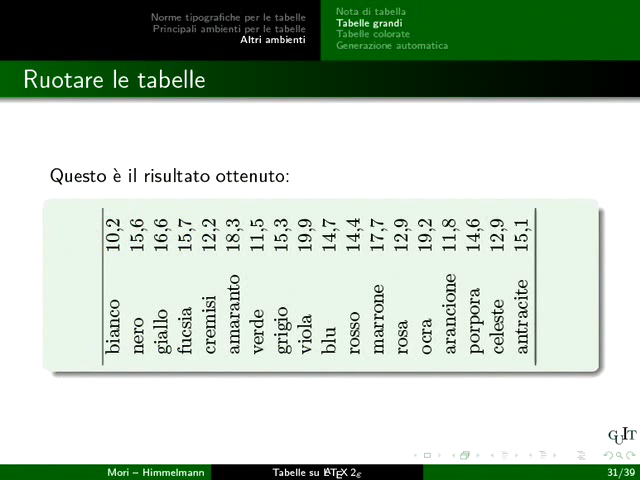 Norme tipografiche per le tabelle
Principali ambienti per le tabelle
Altri ambienti
Nota di tabella
Tabelle grandi
Tabelle colorate
Generazione automatica
Ruotare le tabelle
Questo è il risultato ottenuto:
bianco 10,2
nero 15,6
giallo 16,6
fucsia 15,7
cremisi 12,2
amaranto 18,3
verde 11,5
grigio 15,3
viola 19,9
blu 14,7
rosso 14,4
marrone 17,7
rosa 12,9
ocra 19,2
arancione 11,8
porpora 14,6
celeste 12,9
antracite 15,1
GUIT
Mori – Himmelmann
Tabelle su LATEX 2ε
31/39